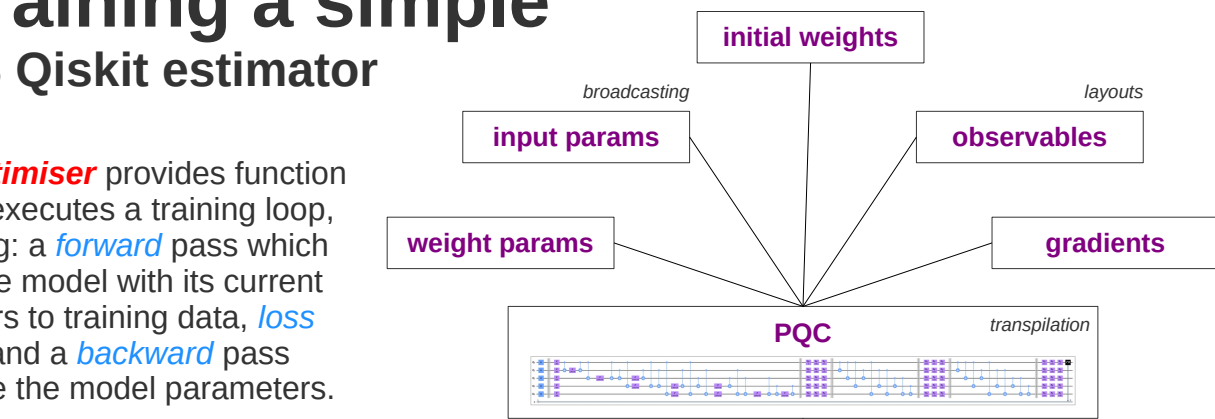 aining a simple
Qiskit estimator
timiser provides function
executes a training loop,
g: a forward pass which
e model with its current
rs to training data, loss
and a backward pass
e the model parameters.
initial weights
broadcasting
layouts
input params
observables
weight params
gradients
PQC
transpilation